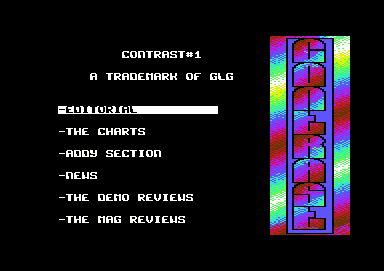 CONTRAST#1
A TRADEMARK OF GLG
-EDITORIAL
-THE CHARTS
-ADDY SECTION
-NEWS
-THE DEMO REVIEWS
-THE MAG REVIEWS